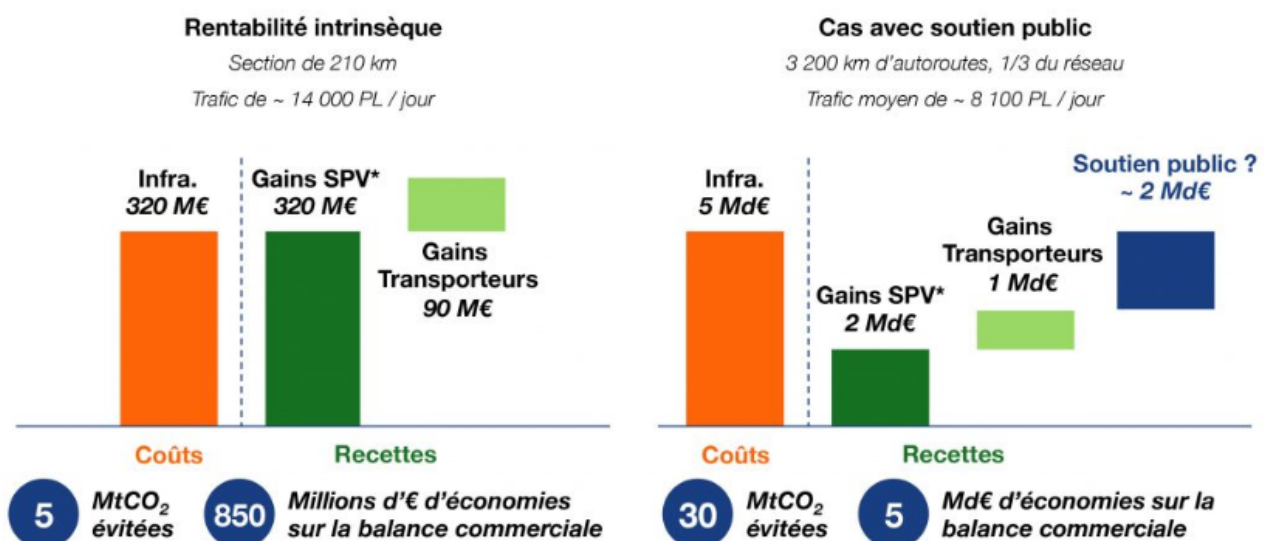 Rentabilité intrinsèque
Section de 210 km
Trafic de ~ 14 000 PL / jour
Infra.
320 M€
Gains SPV*
320 M€
Gains
Transporteurs
90 M€
Coûts
Recettes
5
MtCO₂
évitées
850
Millions d'€ d'économies
sur la balance commerciale
Cas avec soutien public
3 200 km d'autoroutes, 1/3 du réseau
Trafic moyen de ~ 8 100 PL / jour
Infra.
5 Md€
Gains SPV*
2 Md€
Gains
Transporteurs
1 Md€
Soutien public ?
~ 2 Md€
Coûts
Recettes
30
MtCO₂
évitées
5
Md€ d'économies sur la
balance commerciale